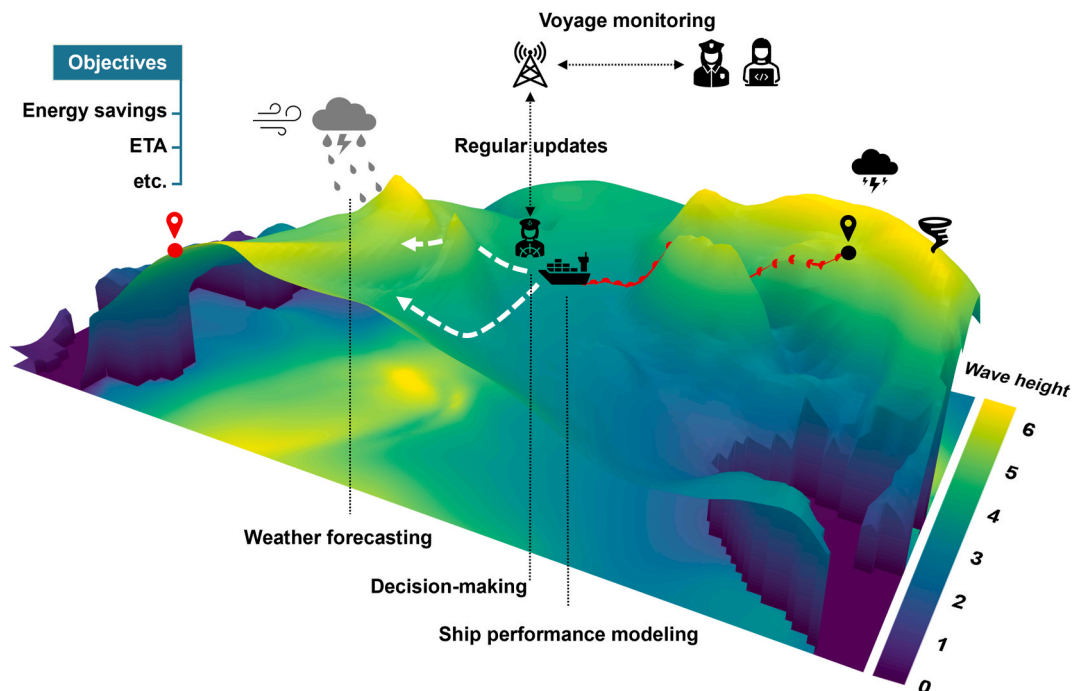 Voyage monitoring
Objectives
Energy savings
ETA
etc.
Regular updates
Wave height
6
5
4
3
2
1
0
Weather forecasting
Decision-making
Ship performance modeling